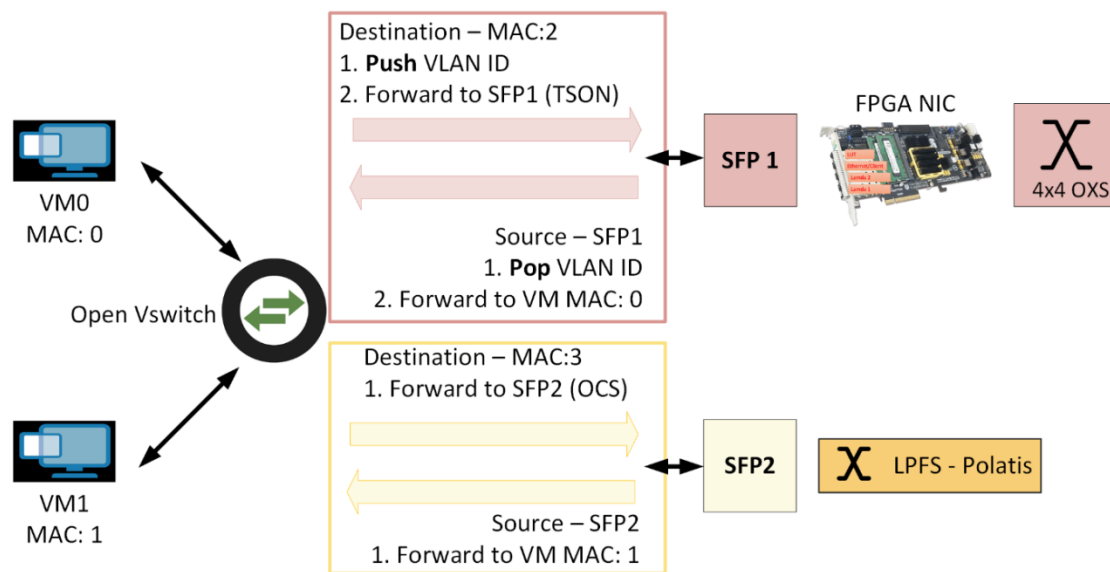 Destination – MAC:2
1. Push VLAN ID
2. Forward to SFP1 (TSON)
FPGA NIC
SFP 1
4x4 OXS
VM0
MAC: 0
Source – SFP1
1. Pop VLAN ID
2. Forward to VM MAC: 0
Open Vswitch
Destination – MAC:3
1. Forward to SFP2 (OCS)
SFP2
LPFS - Polatis
VM1
MAC: 1
Source – SFP2
1. Forward to VM MAC: 1